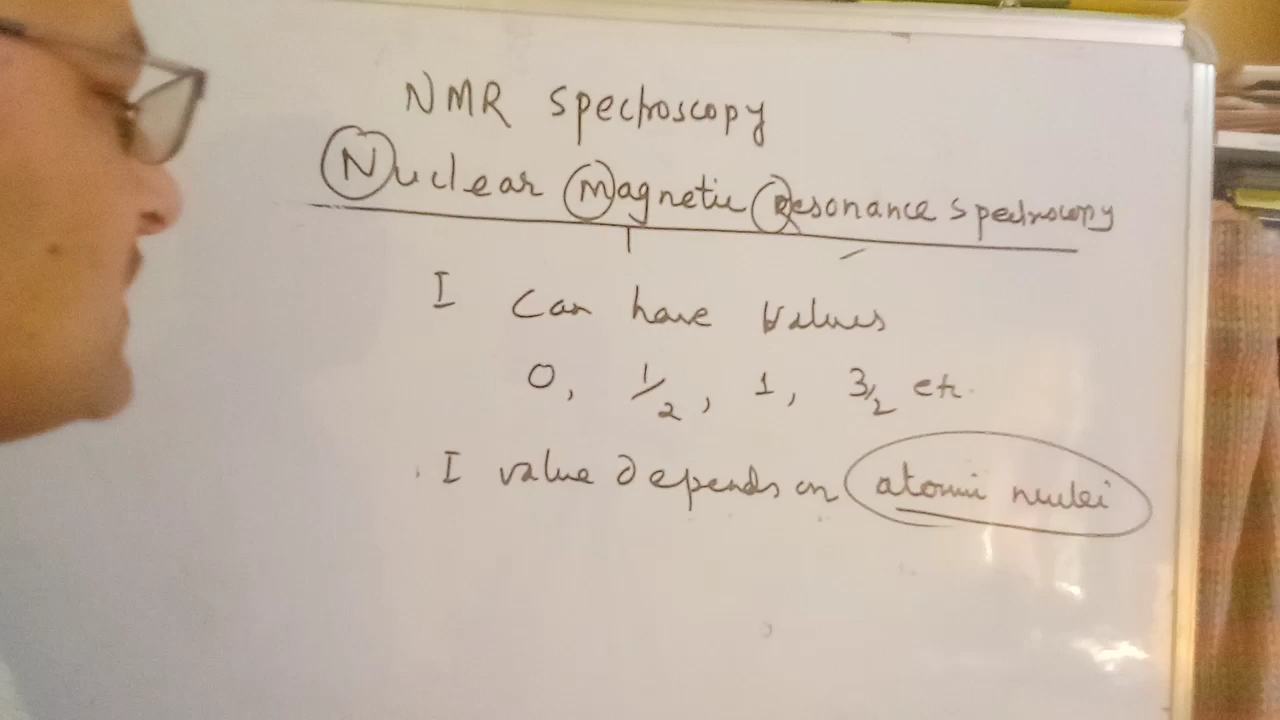 NMR Spectroscopy
Nuclear Magnetic Resonance Spectroscopy
I Can have Values
0, 1/2, 1, 3/2 etc.
I value Depends on atomic nuclei